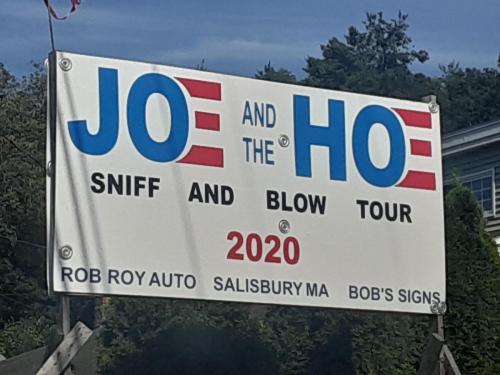 JOE AND THE HOE
SNIFF AND BLOW TOUR
2020
ROB ROY AUTO SALISBURY MA BOB'S SIGNS